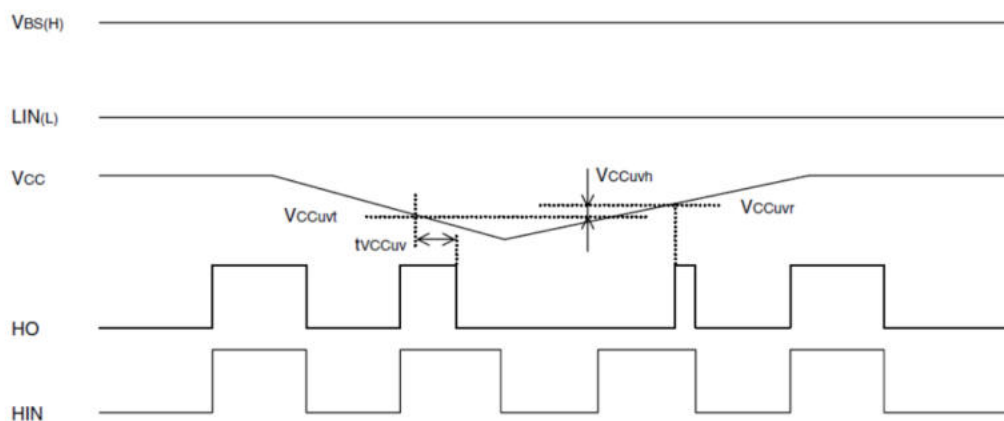 VBS(H)
LIN(L)
VCC
VCCuvh
VCCuvt
VCCuvr
tVCCuv
HO
HIN